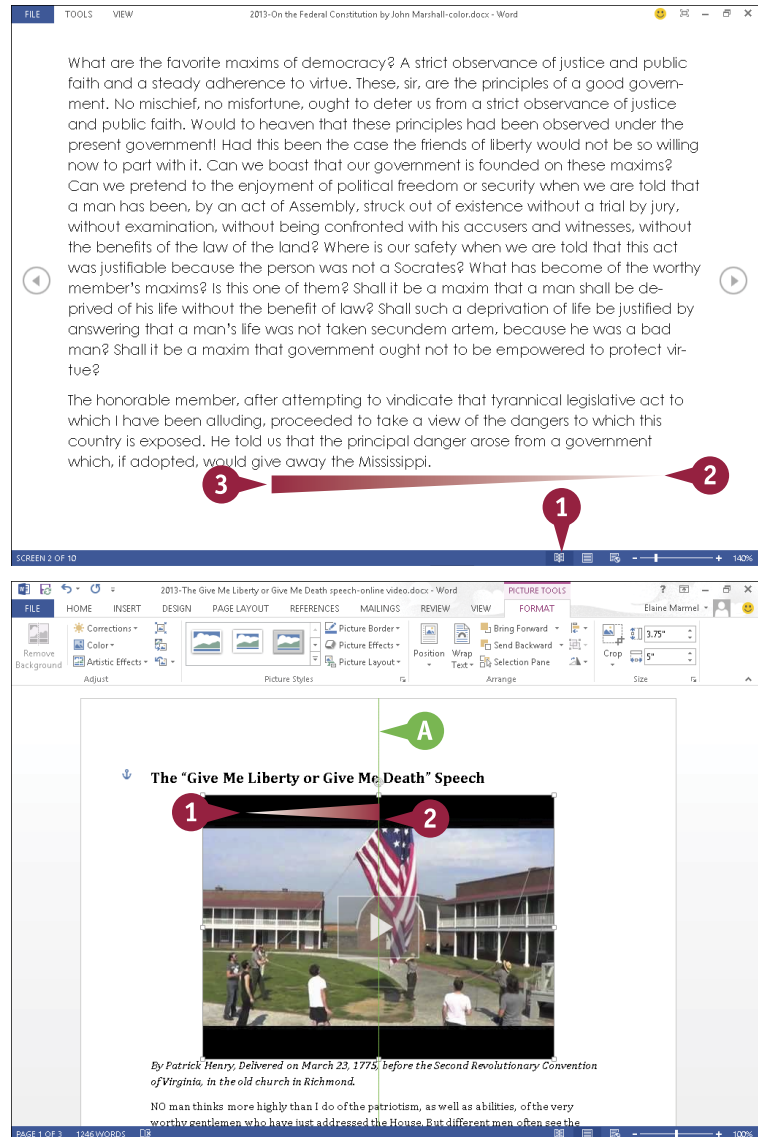 FILE TOOLS VIEW 2013-On the Federal Constitution by John Marshall-color.docx - Word
What are the favorite maxims of democracy? A strict observance of justice and public
faith and a steady adherence to virtue. These, sir, are the principles of a good govern-
ment. No mischief, no misfortune, ought to deter us from a strict observance of justice
and public faith. Would to heaven that these principles had been observed under the
present government! Had this been the case the friends of liberty would not be so willing
now to part with it. Can we boast that our government is founded on these maxims?
Can we pretend to the enjoyment of political freedom or security when we are told that
a man has been, by an act of Assembly, struck out of existence without a trial by jury,
without examination, without being confronted with his accusers and witnesses, without
the benefits of the law of the land? Where is our safety when we are told that this act
was justifiable because the person was not a Socrates? What has become of the worthy
member's maxims? Is this one of them? Shall it be a maxim that a man shall be de-
prived of his life without the benefit of law? Shall such a deprivation of life be justified by
answering that a man's life was not taken secundem artem, because he was a bad
man? Shall it be a maxim that government ought not to be empowered to protect vir-
tue?
The honorable member, after attempting to vindicate that tyrannical legislative act to
which I have been alluding, proceeded to take a view of the dangers to which this
country is exposed. He told us that the principal danger arose from a government
which, if adopted, would give away the Mississippi.
3 2
1
SCREEN 2 OF 10 140%
2013-The Give Me Liberty or Give Me Death speech-online video.docx - Word PICTURE TOOLS ?
FILE HOME INSERT DESIGN PAGE LAYOUT REFERENCES MAILINGS REVIEW VIEW FORMAT Elaine Marmel
Remove Background
Corrections
Color
Artistic Effects
Adjust
Picture Border
Picture Effects
Picture Layout
Picture Styles
Position
Wrap Text
Bring Forward
Send Backward
Selection Pane
Arrange
Crop
3.75"
5"
Size
A
The “Give Me Liberty or Give Me Death” Speech
1 2
By Patrick Henry, Delivered on March 23, 1775, before the Second Revolutionary Convention
of Virginia, in the old church in Richmond.
NO man thinks more highly than I do of the patriotism, as well as abilities, of the very
worthy gentlemen who have just addressed the House. But different men often see the
PAGE 1 OF 3 1246 WORDS 100%